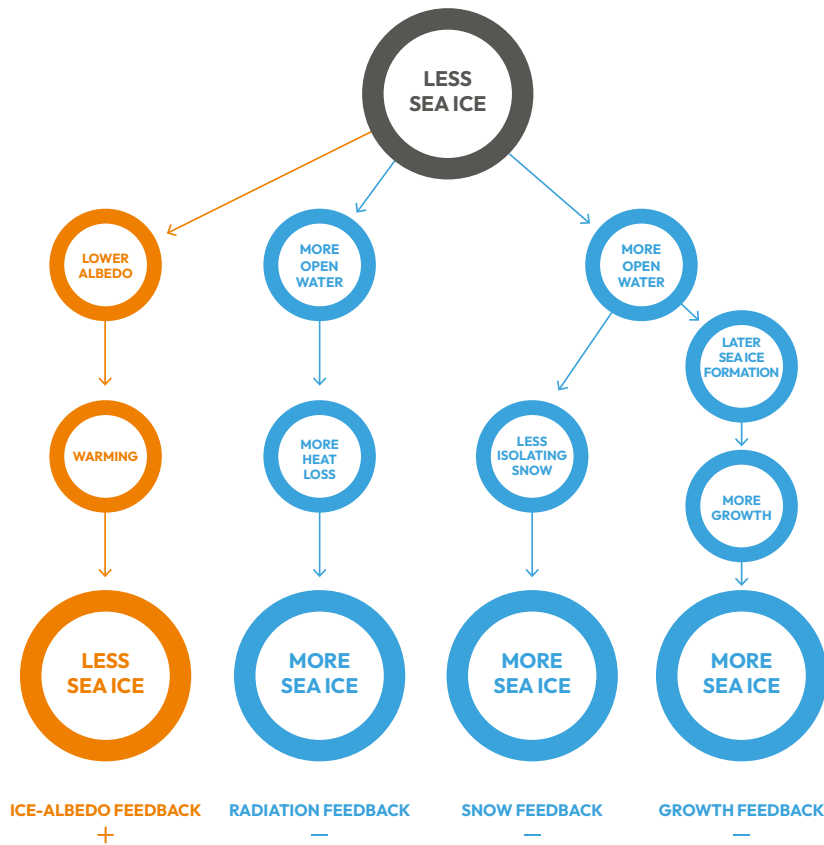 LESS
SEA ICE
LOWER
ALBEDO
MORE
OPEN
WATER
MORE
OPEN
WATER
LATER
SEA ICE
FORMATION
WARMING
MORE
HEAT
LOSS
LESS
ISOLATING
SNOW
MORE
GROWTH
LESS
SEA ICE
MORE
SEA ICE
MORE
SEA ICE
MORE
SEA ICE
ICE-ALBEDO FEEDBACK
+
RADIATION FEEDBACK
—
SNOW FEEDBACK
—
GROWTH FEEDBACK
—